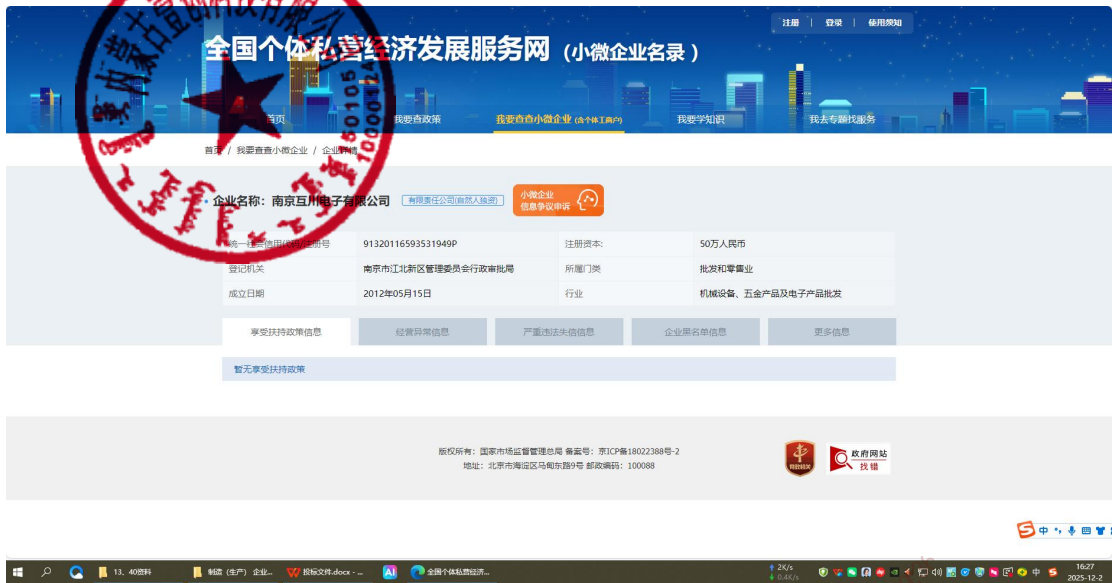 注册 | 登录 | 使用须知
全国个体私营经济发展服务网（小微企业名录）
首页 我要查政策 我要查查小微企业 (含个体工商户) 我要学知识 我去专题找服务
首页 / 我要查查小微企业 / 企业详情
企业名称：南京互川电子有限公司 有限责任公司(自然人独资) 小微企业
信息争议申诉
统一社会信用代码/注册号 91320116593531949P 注册资本: 50万人民币
登记机关 南京市江北新区管理委员会行政审批局 所属门类 批发和零售业
成立日期 2012年05月15日 行业 机械设备、五金产品及电子产品批发
享受扶持政策信息 经营异常信息 严重违法失信信息 企业黑名单信息 更多信息
暂无享受扶持政策
版权所有：国家市场监督管理总局 备案号：京ICP备18022388号-2
地址：北京市海淀区马甸东路9号 邮政编码：100088
党政机关
政府网站
找错
中
13、40资料 制造（生产）企业... 投标文件.docx - ... AI 全国个体私营经济...
2K/s
0.4K/s
中
16:27
2025-12-2